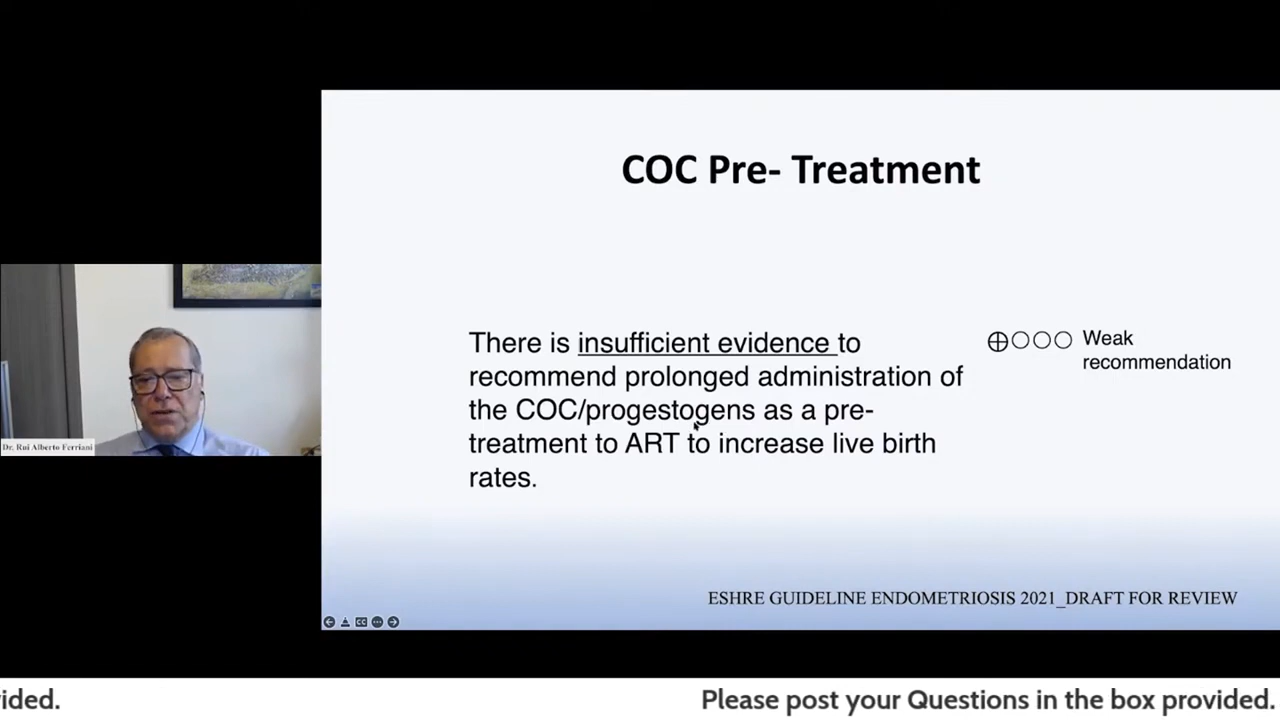 COC Pre- Treatment
There is insufficient evidence to
recommend prolonged administration of
the COC/progestogens as a pre-
treatment to ART to increase live birth
rates.
Weak
recommendation
ESHRE GUIDELINE ENDOMETRIOSIS 2021_DRAFT FOR REVIEW
Dr. Rui Alberto Ferriani
vided.
Please post your Questions in the box provided.